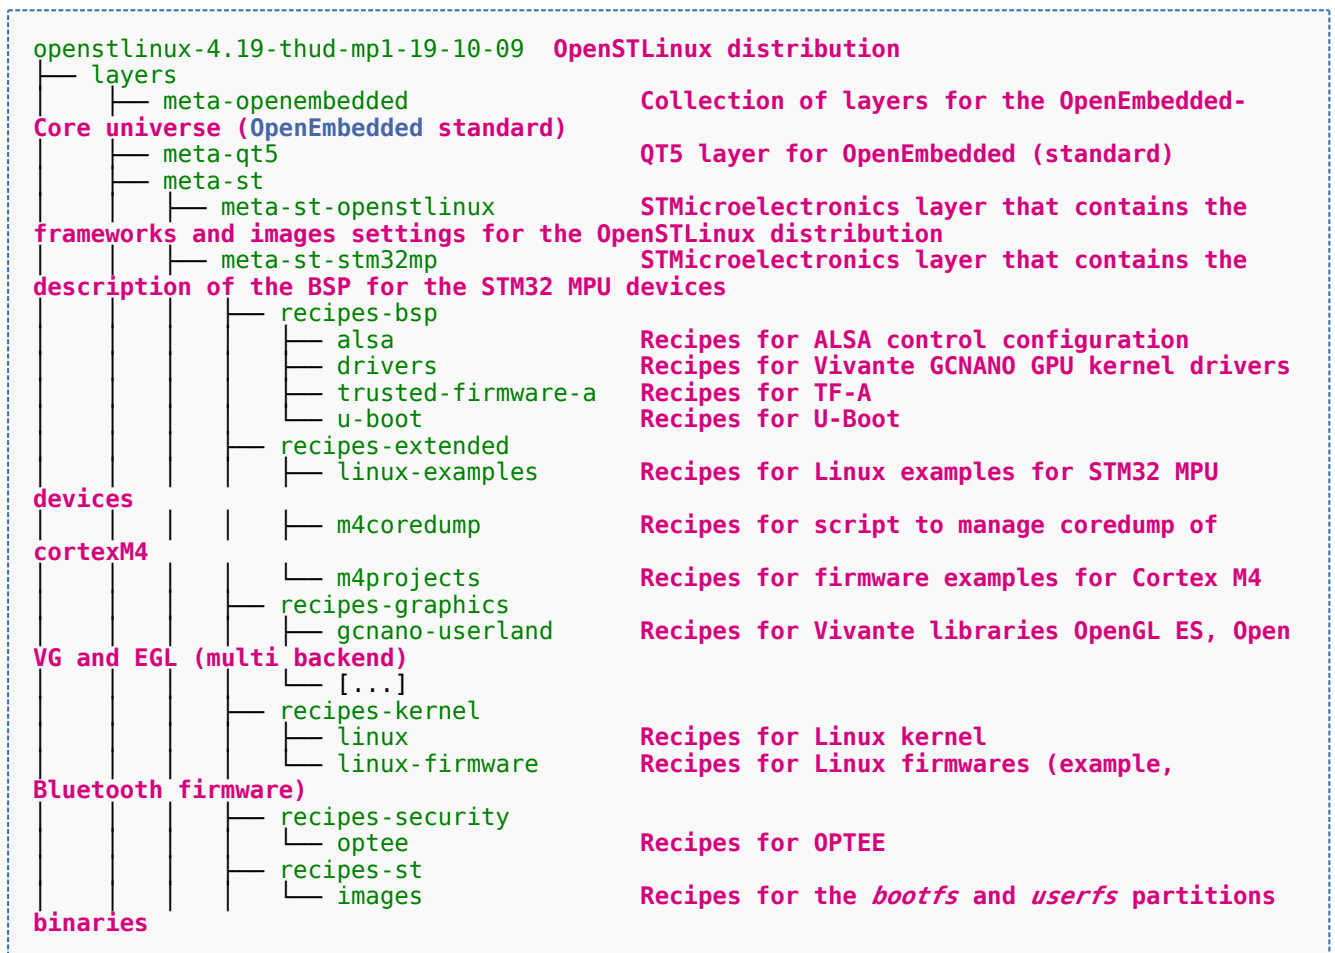 openstlinux-4.19-thud-mp1-19-10-09  OpenSTLinux distribution
├── layers
│    ├── meta-openembedded                Collection of layers for the OpenEmbedded-
Core universe (OpenEmbedded standard)
│    ├── meta-qt5                         QT5 layer for OpenEmbedded (standard)
│    ├── meta-st
│    │   ├── meta-st-openstlinux          STMicroelectronics layer that contains the
frameworks and images settings for the OpenSTLinux distribution
│    │   ├── meta-st-stm32mp              STMicroelectronics layer that contains the
description of the BSP for the STM32 MPU devices
│    │   │   ├── recipes-bsp
│    │   │   │   ├── alsa                 Recipes for ALSA control configuration
│    │   │   │   ├── drivers              Recipes for Vivante GCNANO GPU kernel drivers
│    │   │   │   ├── trusted-firmware-a   Recipes for TF-A
│    │   │   │   └── u-boot               Recipes for U-Boot
│    │   │   ├── recipes-extended
│    │   │   │   ├── linux-examples       Recipes for Linux examples for STM32 MPU
devices
│    │   │   │   ├── m4coredump           Recipes for script to manage coredump of
cortexM4
│    │   │   │   └── m4projects           Recipes for firmware examples for Cortex M4
│    │   │   ├── recipes-graphics
│    │   │   │   ├── gcnano-userland      Recipes for Vivante libraries OpenGL ES, Open
VG and EGL (multi backend)
│    │   │   │   └── [...]
│    │   │   ├── recipes-kernel
│    │   │   │   ├── linux                Recipes for Linux kernel
│    │   │   │   └── linux-firmware       Recipes for Linux firmwares (example,
Bluetooth firmware)
│    │   │   ├── recipes-security
│    │   │   │   └── optee                Recipes for OPTEE
│    │   │   ├── recipes-st
│    │   │   │   └── images               Recipes for the bootfs and userfs partitions
binaries